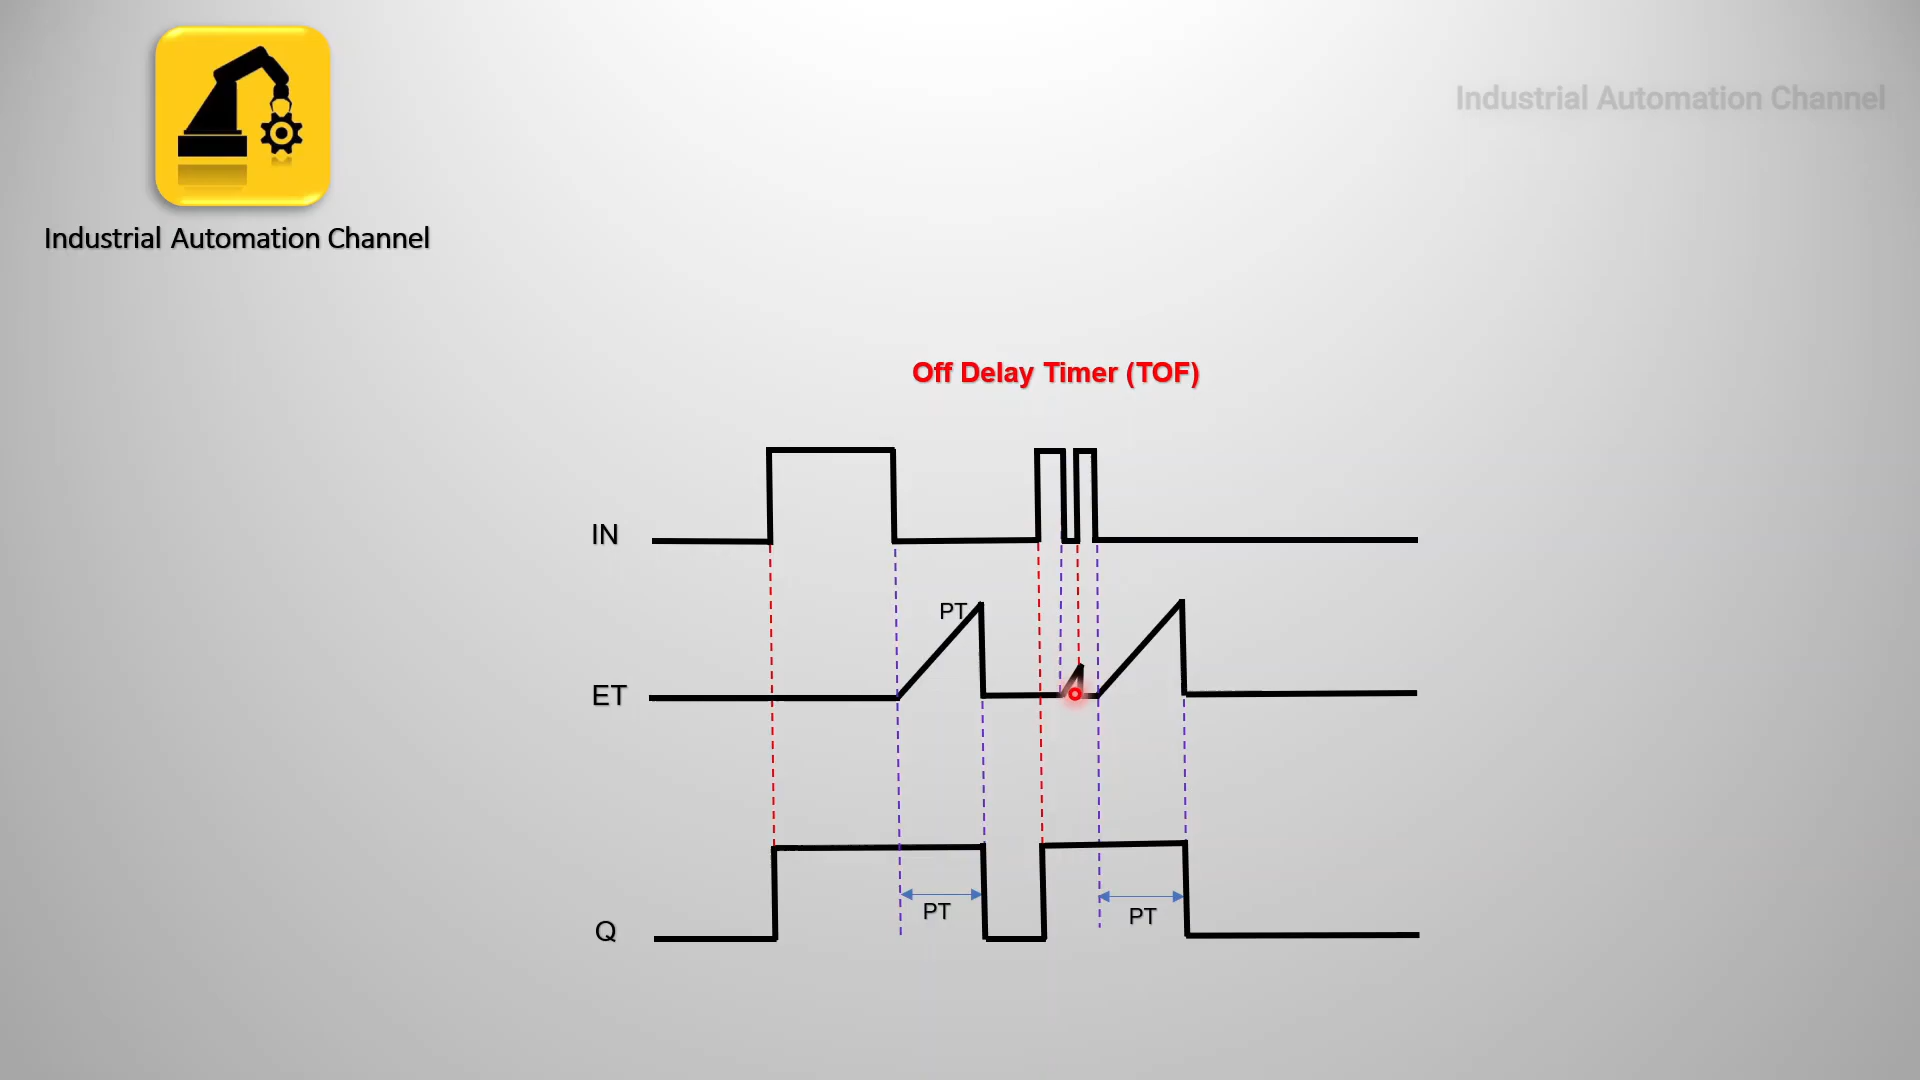 Industrial Automation Channel
Industrial Automation Channel
Off Delay Timer (TOF)
IN
PT
ET
PT
PT
Q